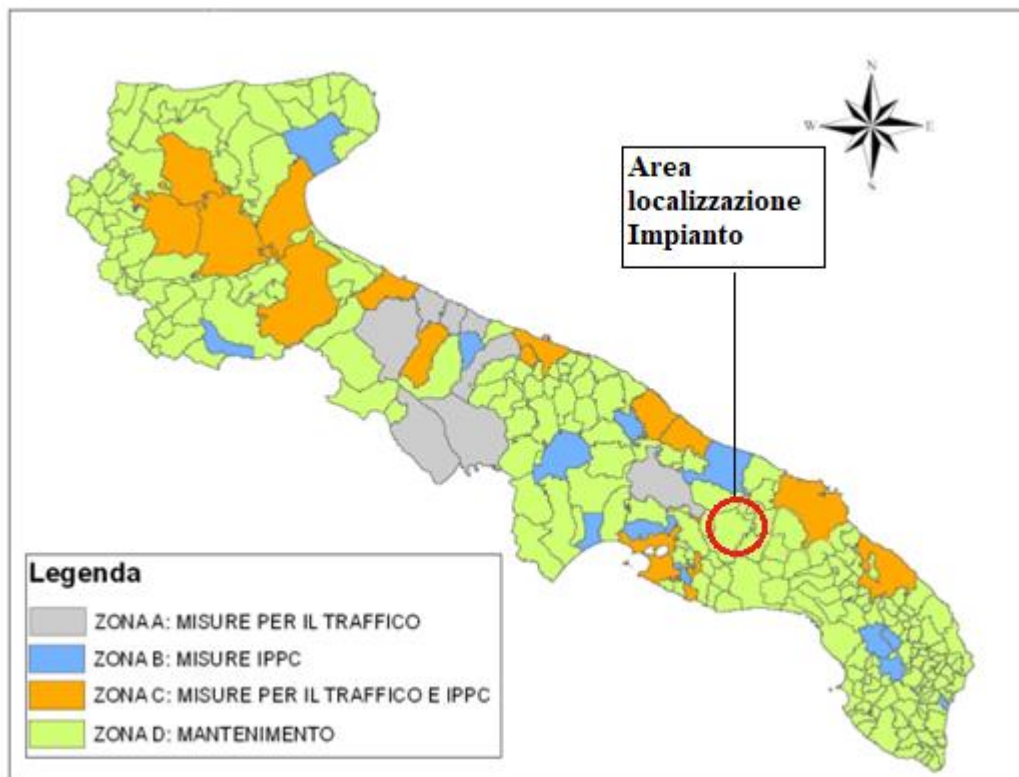 N
W
E
S
Area
localizzazione
Impianto
Legenda
ZONA A: MISURE PER IL TRAFFICO
ZONA B: MISURE IPPC
ZONA C: MISURE PER IL TRAFFICO E IPPC
ZONA D: MANTENIMENTO